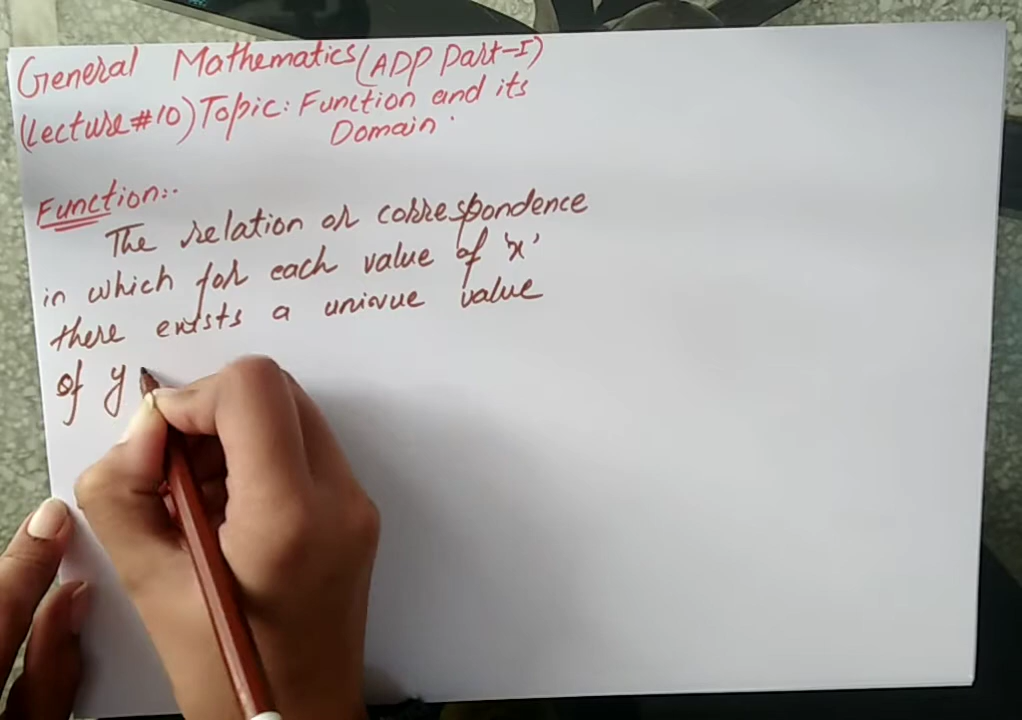 General Mathematics (ADP Part-I)
(Lecture#10) Topic: Function and its
Domain.
Function:-
The relation or correspondence
in which for each value of 'x'
there exists a unique value
of y